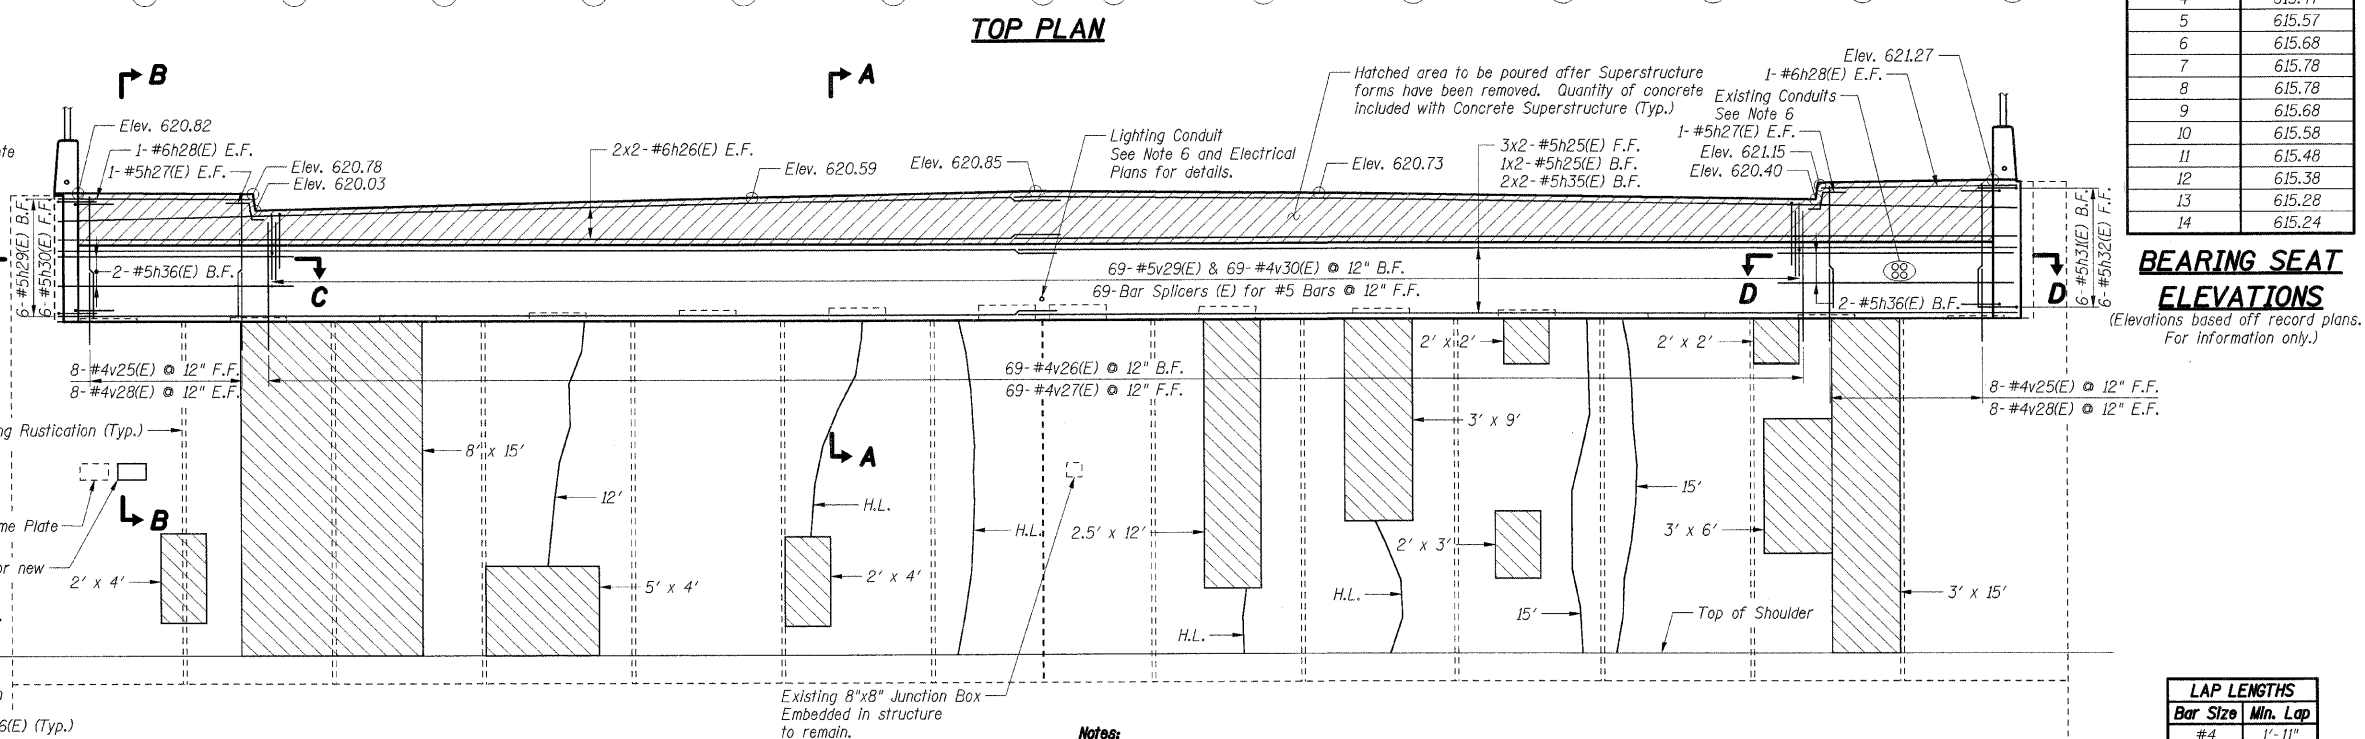 TOP PLAN
5 615.57
6 615.68
7 615.78
8 615.78
9 615.68
10 615.58
11 615.48
12 615.38
13 615.28
14 615.24
BEARING SEAT
ELEVATIONS
(Elevations based off record plans.
For information only.)
B
A
Elev. 620.82
1- #6h28(E) E.F.
1- #5h27(E) E.F.
Elev. 620.78
Elev. 620.03
2x2- #6h26(E) E.F.
Elev. 620.59
Elev. 620.85
Lighting Conduit
See Note 6 and Electrical
Plans for details.
Hatched area to be poured after Superstructure
forms have been removed. Quantity of concrete
included with Concrete Superstructure (Typ.)
Elev. 620.73
3x2- #5h25(E) F.F.
1x2- #5h25(E) B.F.
2x2- #5h35(E) B.F.
Elev. 621.27
1- #6h28(E) E.F.
Existing Conduits
See Note 6
1- #5h27(E) E.F.
Elev. 621.15
Elev. 620.40
6- #5h29(E) B.F.
6- #5h30(E) F.F.
2- #5h36(E) B.F.
C
69- #5v29(E) & 69- #4v30(E) @ 12" B.F.
69-Bar Splicers (E) for #5 Bars @ 12" F.F.
D
2- #5h36(E) B.F.
6- #5h31(E) B.F.
6- #5h32(E) F.F.
D
8- #4v25(E) @ 12" F.F.
8- #4v28(E) @ 12" E.F.
69- #4v26(E) @ 12" B.F.
69- #4v27(E) @ 12" F.F.
2' x 2'
2' x 2'
8- #4v25(E) @ 12" F.F.
8- #4v28(E) @ 12" E.F.
ng Rustication (Typ.)
8' x 15'
A
3' x 9'
12'
H.L.
15'
B
me Plate
H.L.
2.5' x 12'
2' x 3'
3' x 6'
or new
2' x 4'
5' x 4'
2' x 4'
H.L.
3' x 15'
H.L.
15'
Top of Shoulder
6(E) (Typ.)
Existing 8"x8" Junction Box
Embedded in structure
to remain.
Notes:
LAP LENGTHS
Bar Size Min. Lap
#4 1'-11"